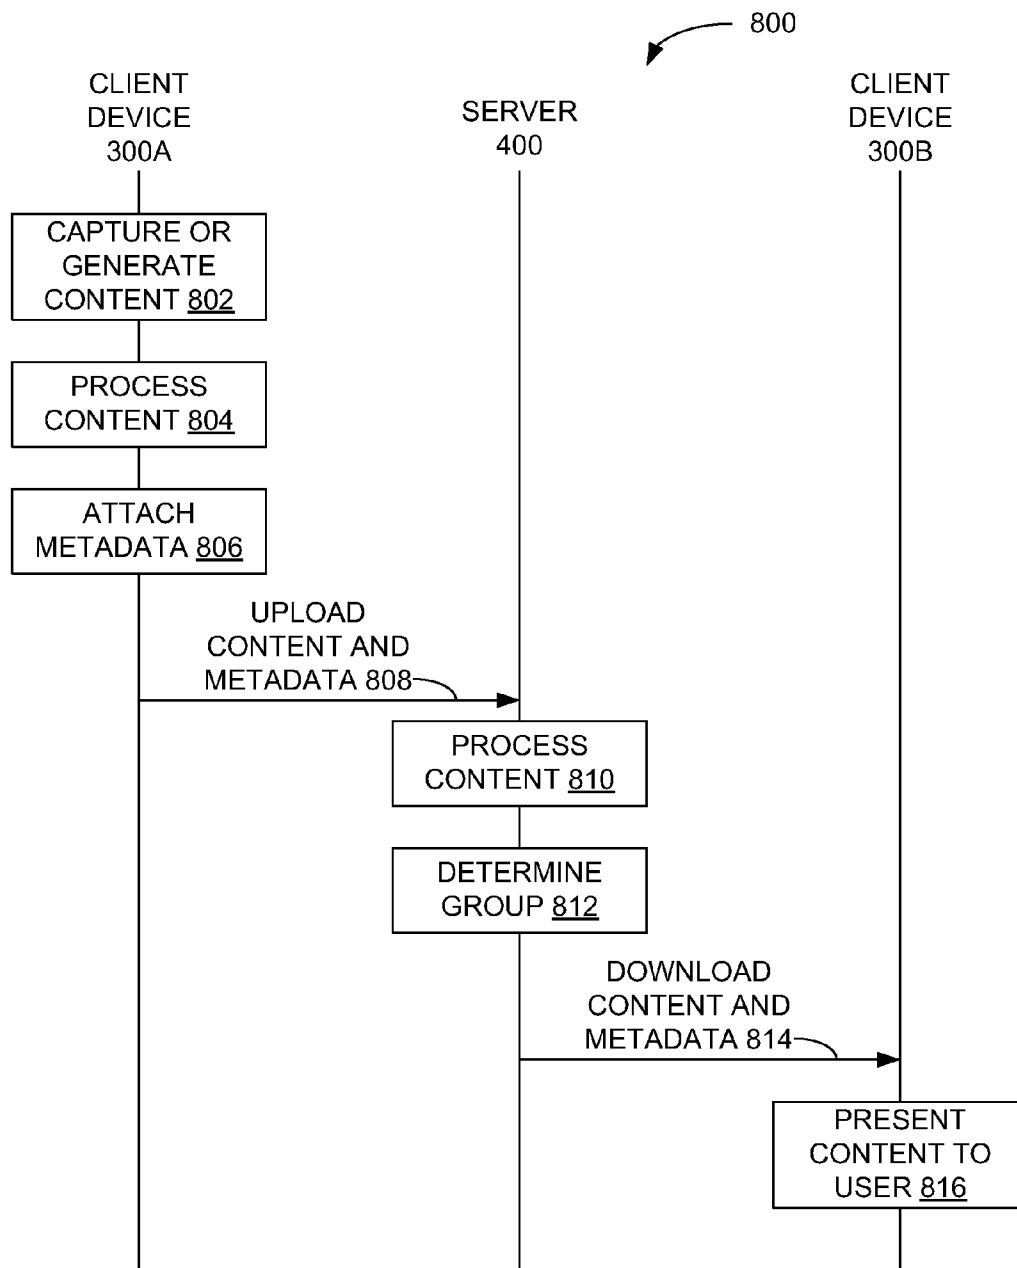 800
CLIENT
DEVICE
300A
SERVER
400
CLIENT
DEVICE
300B
CAPTURE OR
GENERATE
CONTENT 802
PROCESS
CONTENT 804
ATTACH
METADATA 806
UPLOAD
CONTENT AND
METADATA 808
PROCESS
CONTENT 810
DETERMINE
GROUP 812
DOWNLOAD
CONTENT AND
METADATA 814
PRESENT
CONTENT TO
USER 816